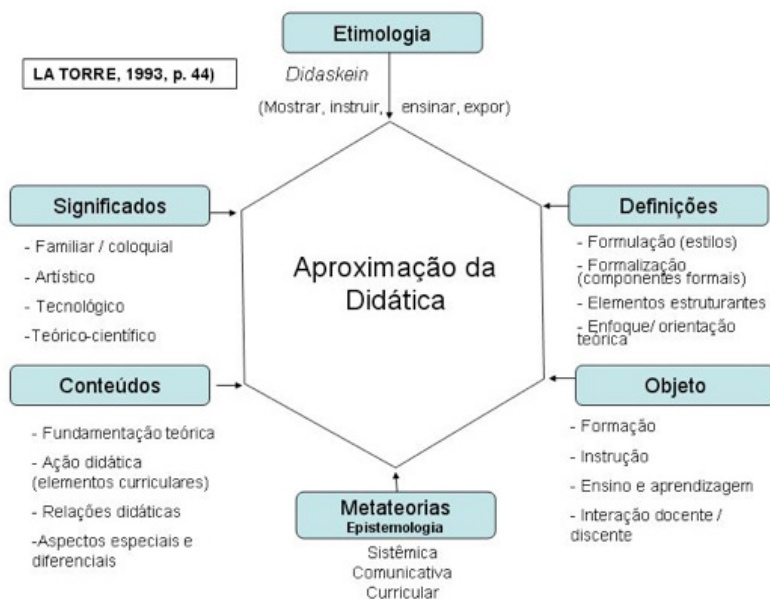 Etimologia
LA TORRE, 1993, p. 44)
Didaskein
(Mostrar, instruir, ensinar, expor)
Significados
- Familiar / coloquial
- Artístico
- Tecnológico
-Teórico-científico
Definições
- Formulação (estilos)
- Formalização
(componentes formais)
- Elementos estruturantes
- Enfoque/ orientação
teórica
Aproximação da
Didática
Conteúdos
- Fundamentação teórica
- Ação didática
(elementos curriculares)
- Relações didáticas
-Aspectos especiais e
diferenciais
Objeto
- Formação
- Instrução
- Ensino e aprendizagem
- Interação docente /
discente
Metateorias
Epistemologia
Sistêmica
Comunicativa
Curricular